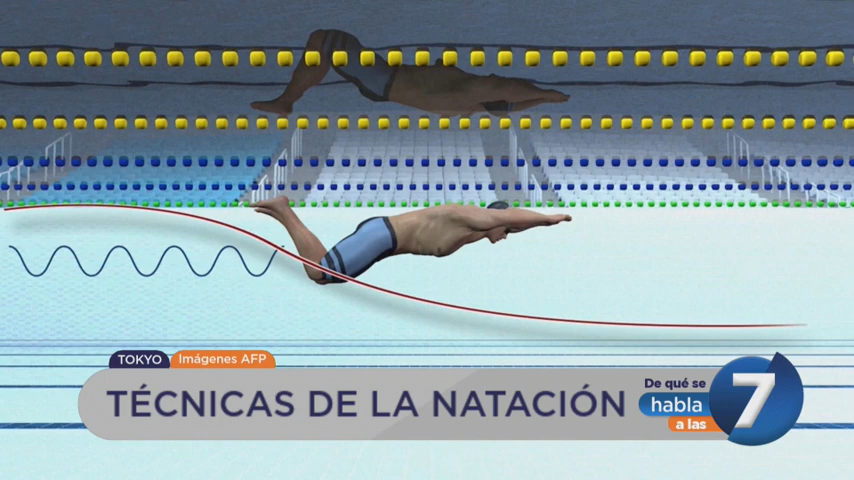 TOKYO
Imágenes AFP
TÉCNICAS DE LA NATACIÓN
De qué se
habla
a las
7